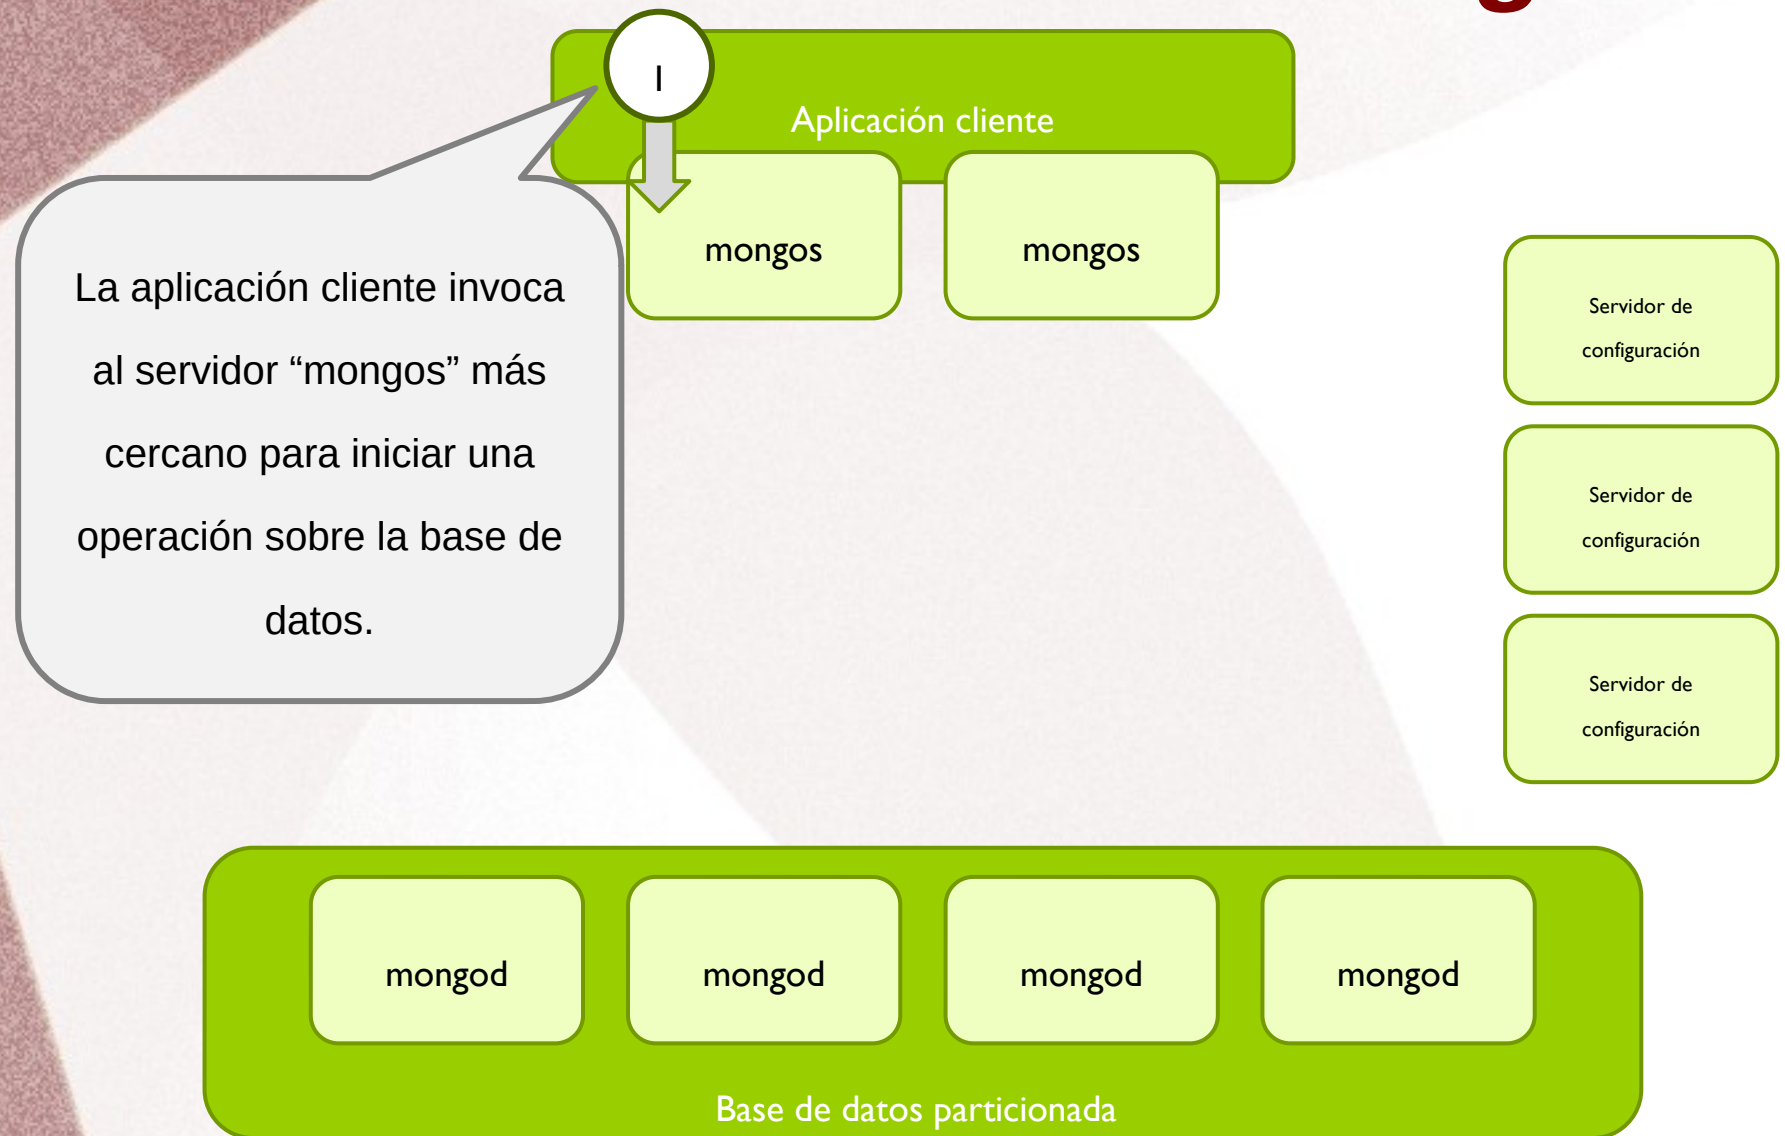 1
Aplicación cliente
mongos
mongos
La aplicación cliente invoca
al servidor “mongos” más
cercano para iniciar una
operación sobre la base de
datos.
Servidor de
configuración
Servidor de
configuración
Servidor de
configuración
mongod
mongod
mongod
mongod
Base de datos particionada